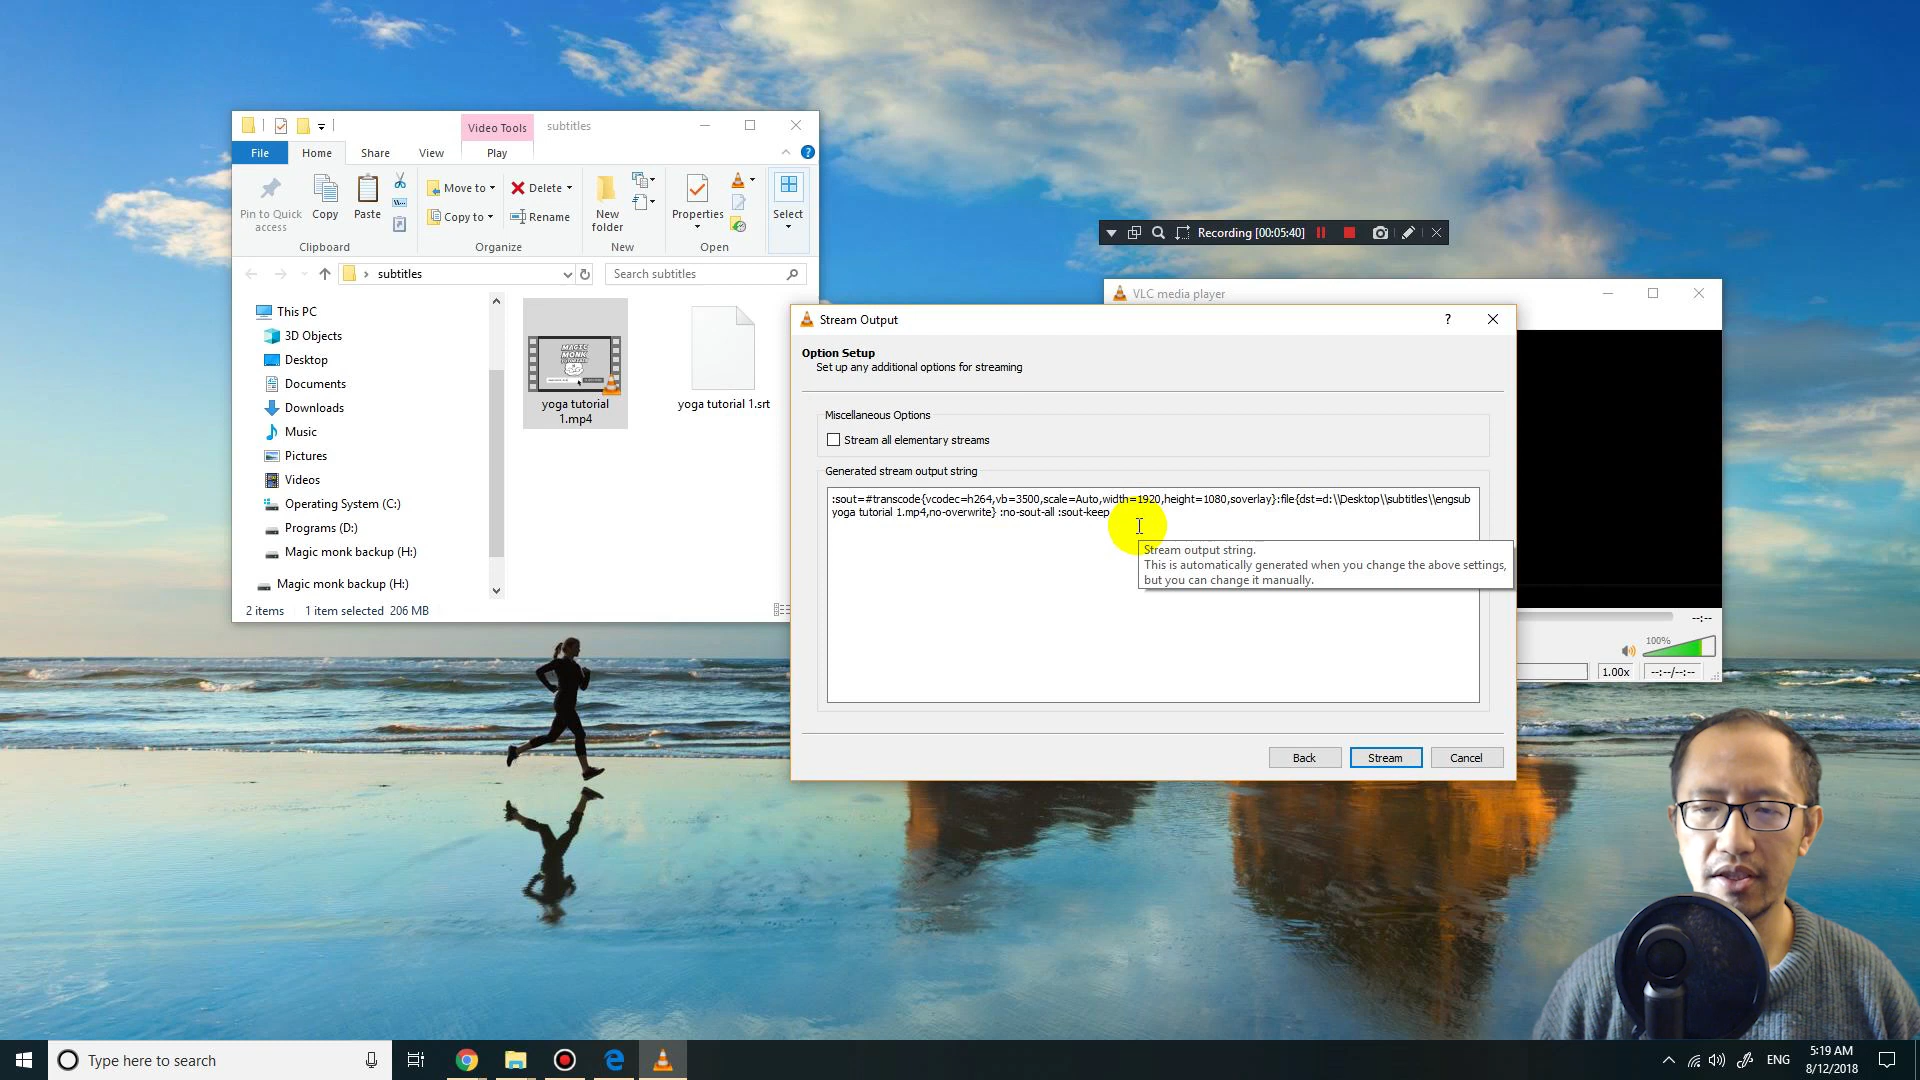 Video Tools
subtitles
File
Home
Share
View
Play
Pin to Quick access
Copy
Paste
Move to
Copy to
Delete
Rename
New folder
Properties
Select
Clipboard
Organize
New
Open
subtitles
Search subtitles
This PC
3D Objects
Desktop
Documents
Downloads
Music
Pictures
Videos
Operating System (C:)
Programs (D:)
Magic monk backup (H:)
Magic monk backup (H:)
MAGIC
MONK
yoga tutorial
1.mp4
yoga tutorial 1.srt
2 items
1 item selected 206 MB
Recording [00:05:40]
VLC media player
Stream Output
?
Option Setup
Set up any additional options for streaming
Miscellaneous Options
Stream all elementary streams
Generated stream output string
:sout=#transcode{vcodec=h264,vb=3500,scale=Auto,width=1920,height=1080,soverlay}:file{dst=d:\\Desktop\\subtitles\\engsub
yoga tutorial 1.mp4,no-overwrite} :no-sout-all :sout-keep
Stream output string.
This is automatically generated when you change the above settings,
but you can change it manually.
Back
Stream
Cancel
--:--
100%
1.00x
--:--/--:--
Type here to search
ENG
5:19 AM
8/12/2018